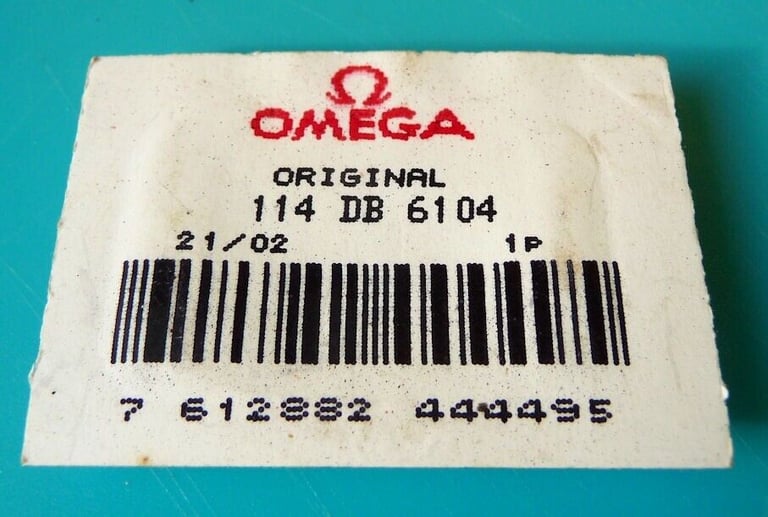 Ω
OMEGA
ORIGINAL
114 DB 6104
21/02 1P
7 612882 444495